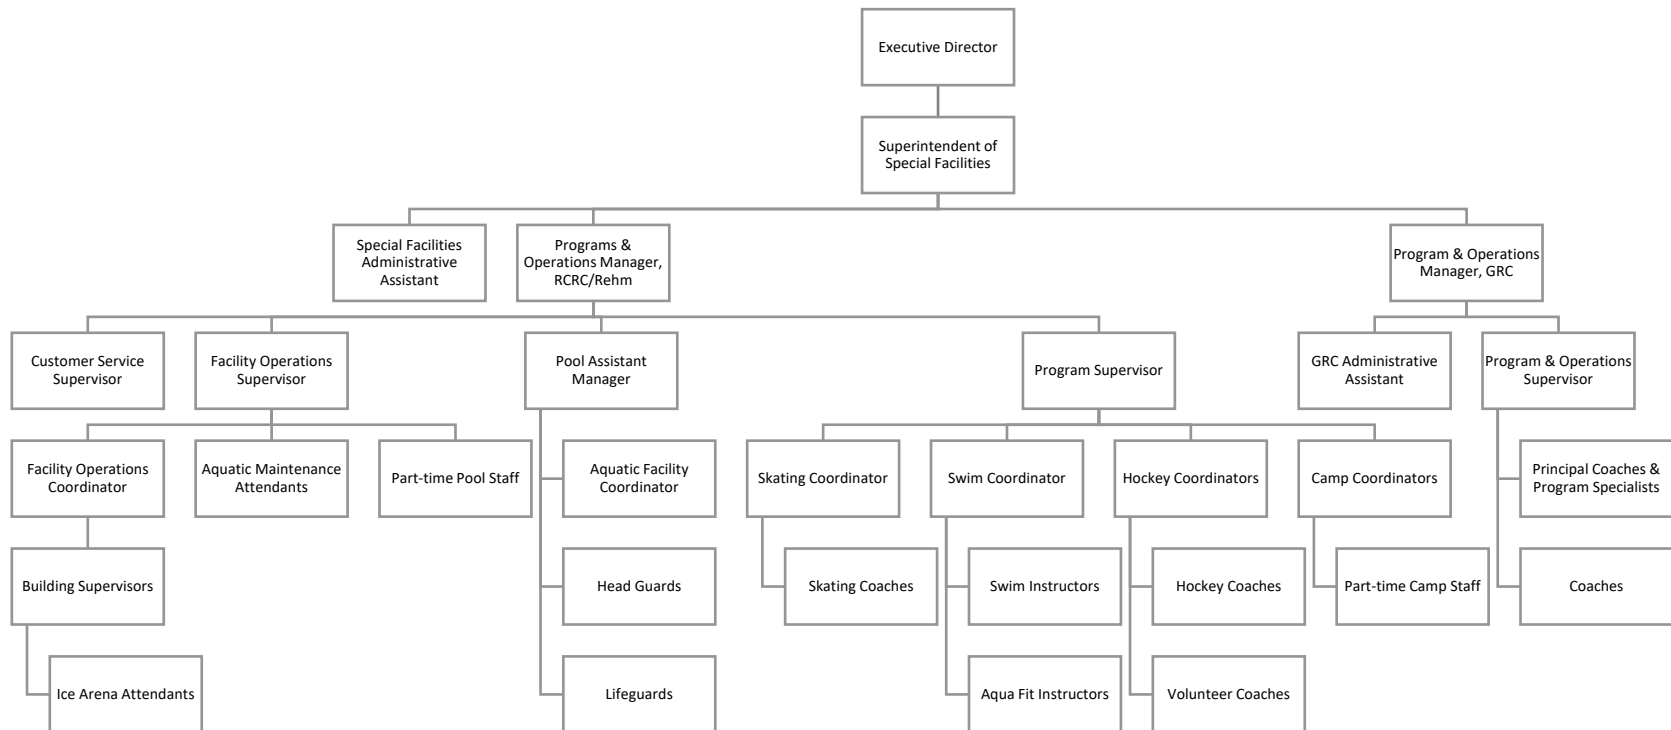 Executive Director
Superintendent of
Special Facilities
Special Facilities
Administrative
Assistant
Programs &
Operations Manager,
RCRC/Rehm
Program & Operations
Manager, GRC
Customer Service
Supervisor
Facility Operations
Supervisor
Pool Assistant
Manager
Program Supervisor
GRC Administrative
Assistant
Program & Operations
Supervisor
Facility Operations
Coordinator
Aquatic Maintenance
Attendants
Part-time Pool Staff
Aquatic Facility
Coordinator
Skating Coordinator
Swim Coordinator
Hockey Coordinators
Camp Coordinators
Principal Coaches &
Program Specialists
Building Supervisors
Head Guards
Skating Coaches
Swim Instructors
Hockey Coaches
Part-time Camp Staff
Coaches
Ice Arena Attendants
Lifeguards
Aqua Fit Instructors
Volunteer Coaches